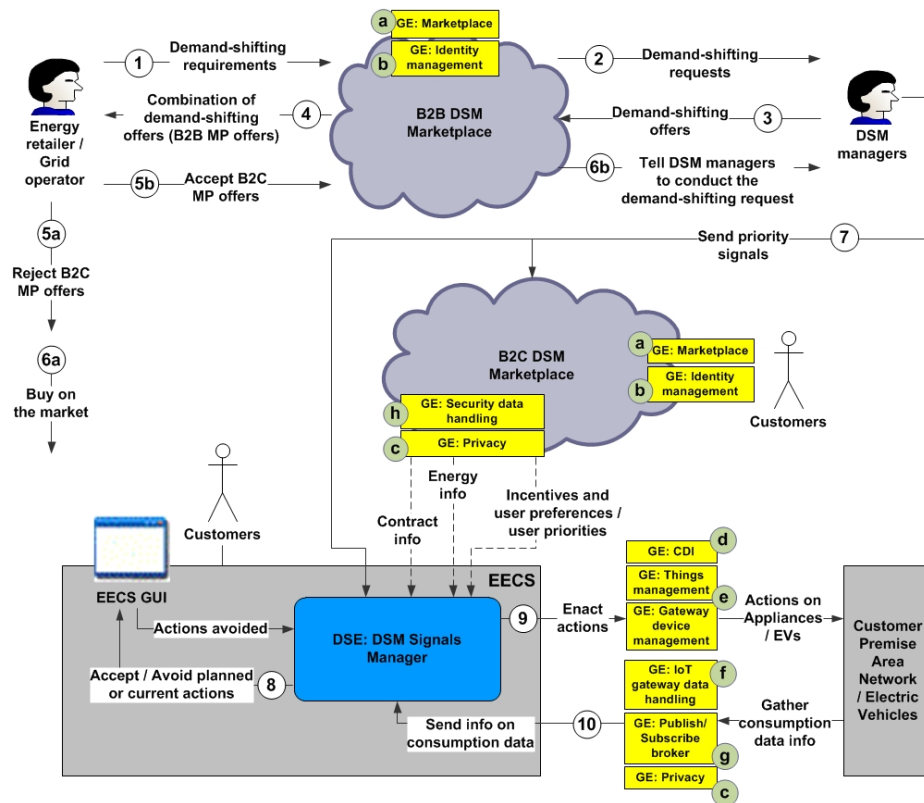 a
GE: Marketplace
b
GE: Identity
management
1
Demand-shifting
requirements
2
Demand-shifting
requests
4
Combination of
demand-shifting
offers (B2B MP offers)
B2B DSM
Marketplace
Demand-shifting
offers
3
Energy
retailer /
Grid
operator
DSM
managers
5b
Accept B2C
MP offers
6b
Tell DSM managers
to conduct the
demand-shifting request
5a
Send priority
signals
7
Reject B2C
MP offers
6a
Buy on
the market
B2C DSM
Marketplace
a
GE: Marketplace
b
GE: Identity
management
Customers
h
GE: Security data
handling
c
GE: Privacy
Customers
Contract
info
Energy
info
Incentives and
user preferences /
user priorities
EECS GUI
EECS
Actions avoided
DSE: DSM Signals
Manager
Accept / Avoid planned
or current actions
8
9
Enact
actions
GE: CDI
d
GE: Things
management
e
GE: Gateway
device
management
Actions on
Appliances
/ EVs
Customer
Premise
Area
Network
/ Electric
Vehicles
Send info on
consumption data
10
GE: IoT
gateway data
handling
f
GE: Publish/
Subscribe
broker
g
GE: Privacy
c
Gather
consumption
data info